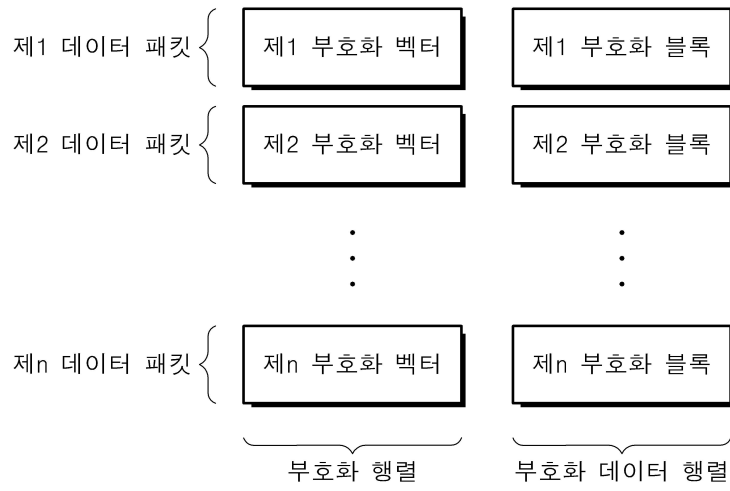 제1 데이터 패킷 제1 부호화 벡터 제1 부호화 블록
제2 데이터 패킷 제2 부호화 벡터 제2 부호화 블록
제n 데이터 패킷 제n 부호화 벡터 제n 부호화 블록
부호화 행렬 부호화 데이터 행렬